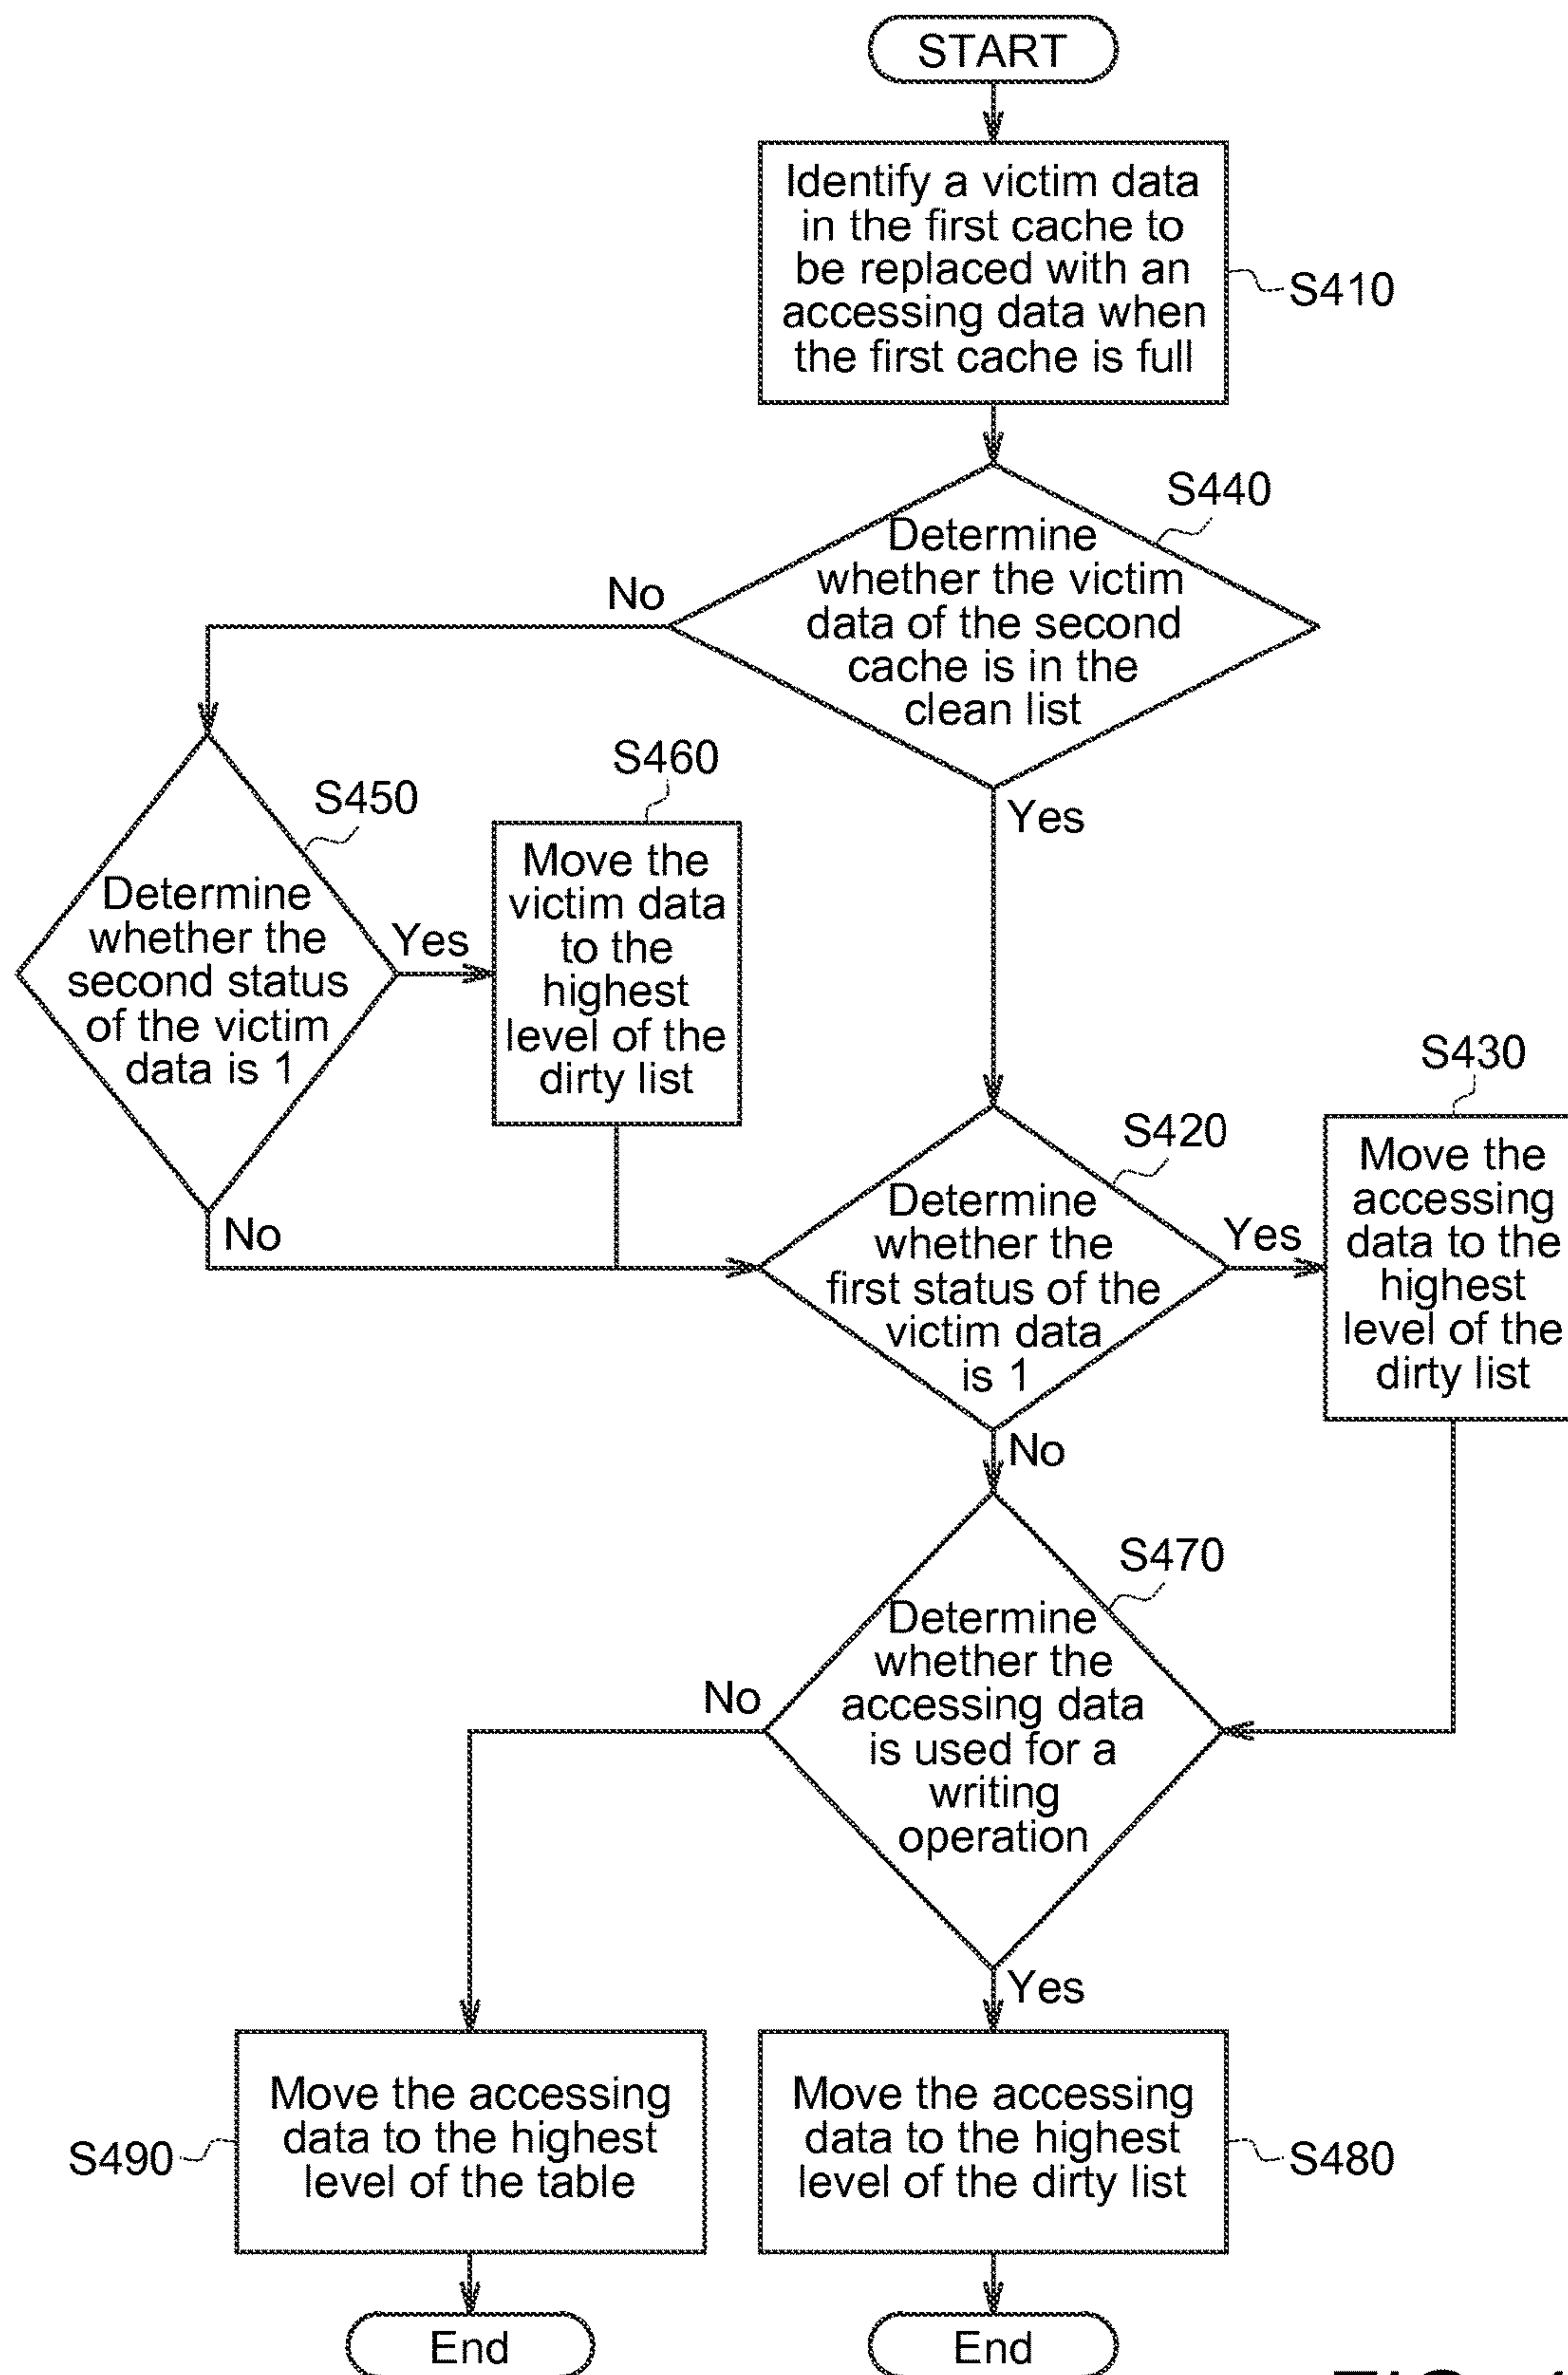 START
Identify a victim data
in the first cache to
be replaced with an
accessing data when
the first cache is full
S410
S440
Determine
whether the victim
data of the second
cache is in the
clean list
No
Yes
S450
Determine
whether the
second status
of the victim
data is 1
Yes
No
S460
Move the
victim data
to the
highest
level of the
dirty list
S420
Determine
whether the
first status of the
victim data
is 1
Yes
No
S430
Move the
accessing
data to the
highest
level of the
dirty list
S470
Determine
whether the
accessing data
is used for a
writing
operation
No
Yes
S490
Move the accessing
data to the highest
level of the table
Move the accessing
data to the highest
level of the dirty list
S480
End
End